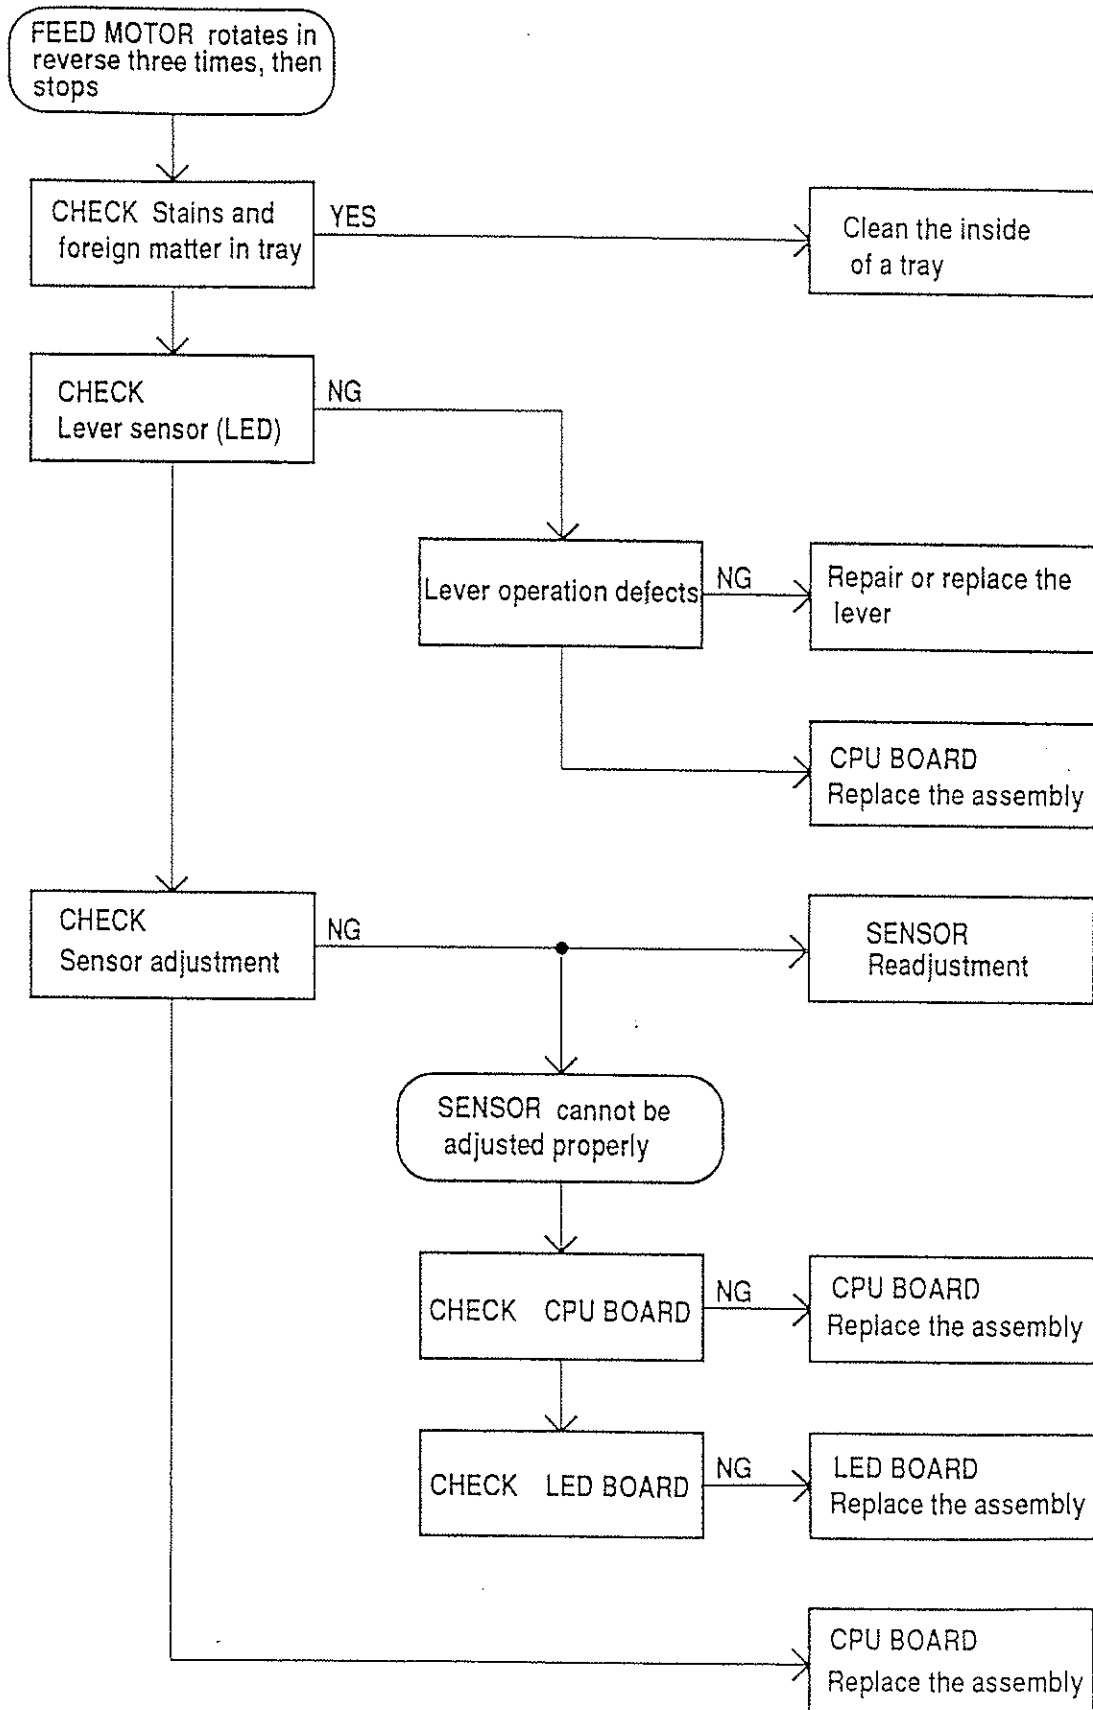 FEED MOTOR rotates in
reverse three times, then
stops
CHECK Stains and
foreign matter in tray
YES
Clean the inside
of a tray
CHECK
Lever sensor (LED)
NG
Lever operation defects
NG
Repair or replace the
lever
CPU BOARD
Replace the assembly
CHECK
Sensor adjustment
NG
SENSOR
Readjustment
SENSOR cannot be
adjusted properly
CHECK CPU BOARD
NG
CPU BOARD
Replace the assembly
CHECK LED BOARD
NG
LED BOARD
Replace the assembly
CPU BOARD
Replace the assembly